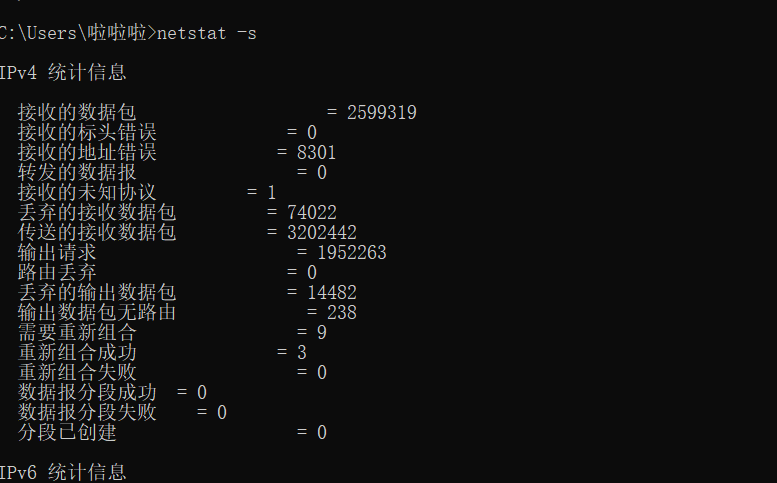 C:\Users\啦啦啦>netstat -s
IPv4 统计信息
接收的数据包 = 2599319
接收的标头错误 = 0
接收的地址错误 = 8301
转发的数据报 = 0
接收的未知协议 = 1
丢弃的接收数据包 = 74022
传送的接收数据包 = 3202442
输出请求 = 1952263
路由丢弃 = 0
丢弃的输出数据包 = 14482
输出数据包无路由 = 238
需要重新组合 = 9
重新组合成功 = 3
重新组合失败 = 0
数据报分段成功 = 0
数据报分段失败 = 0
分段已创建 = 0
IPv6 统计信息